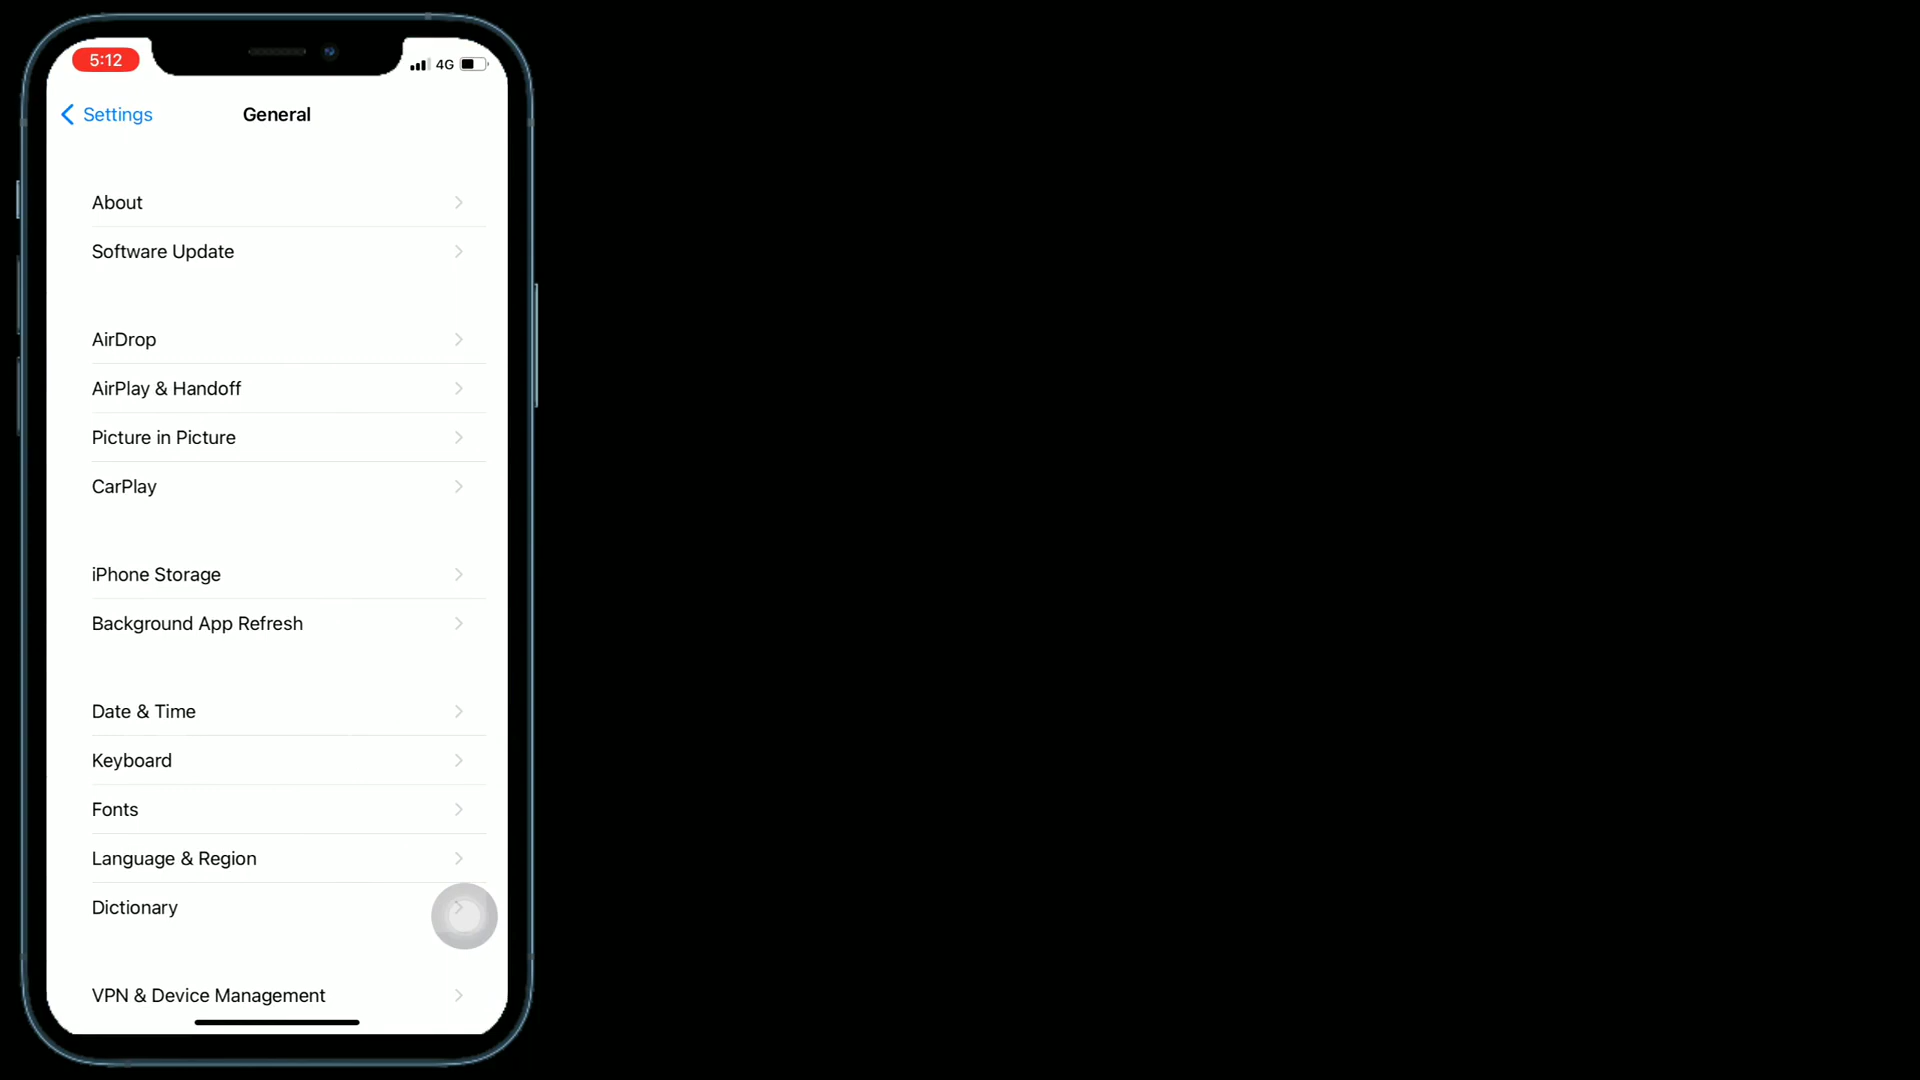 5:12
4G
Settings
General
About
Software Update
AirDrop
AirPlay & Handoff
Picture in Picture
CarPlay
iPhone Storage
Background App Refresh
Date & Time
Keyboard
Fonts
Language & Region
Dictionary
VPN & Device Management